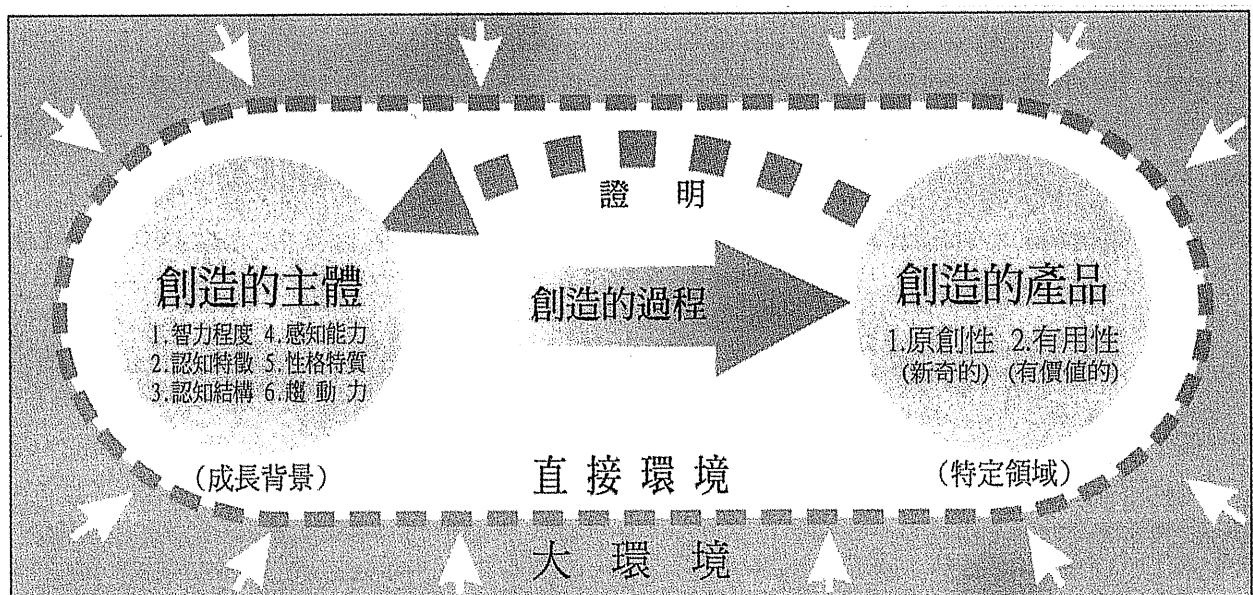 證 明
創造的主體
1.智力程度 4.感知能力
2.認知特徵 5.性格特質
3.認知結構 6.趨 動 力
(成長背景)
創造的過程
創造的產品
1.原創性 2.有用性
(新奇的) (有價值的)
(特定領域)
直 接 環 境
大 環 境